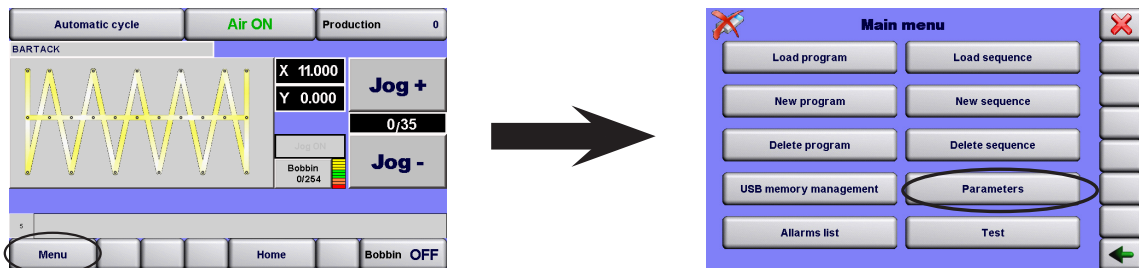 Automatic cycle
Air ON
Production 0
BARTACK
X 11.000
Y 0.000
Jog +
0/35
Jog ON
Jog -
Bobbin
0/254
5
Menu
Home
Bobbin OFF
Main menu
Load program
Load sequence
New program
New sequence
Delete program
Delete sequence
USB memory management
Parameters
Allarms list
Test